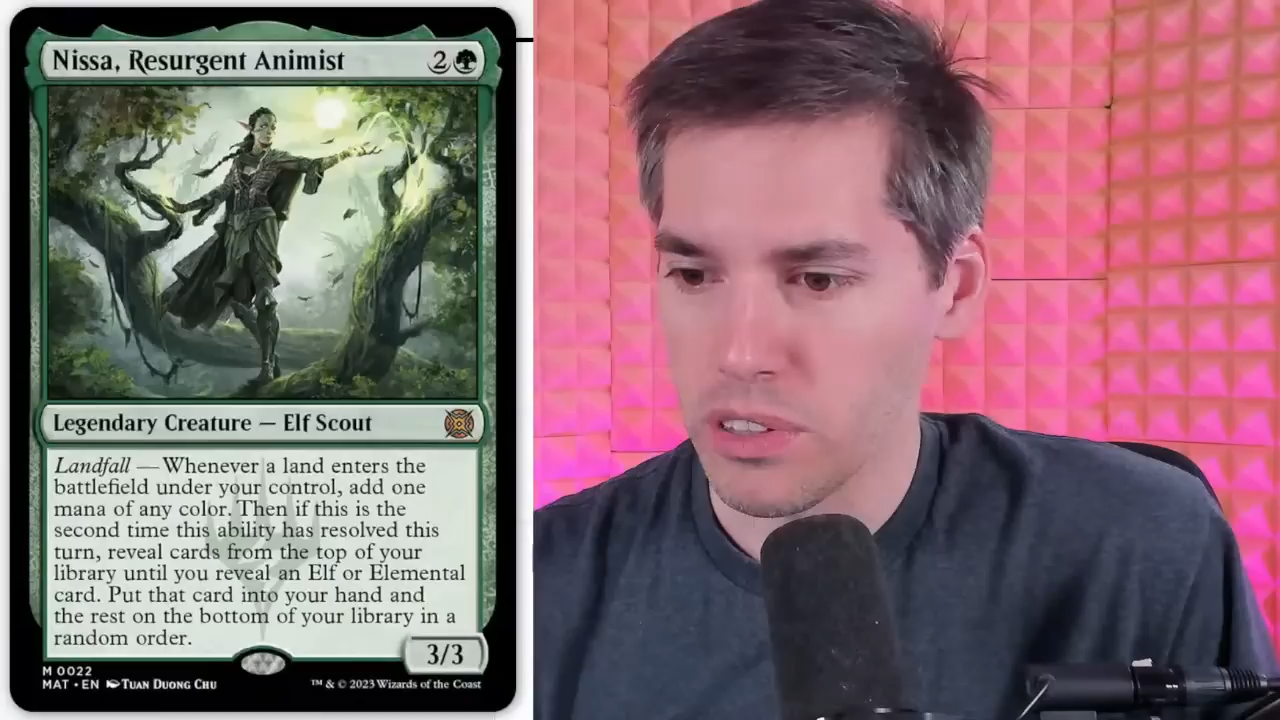 Nissa, Resurgent Animist 2
Legendary Creature — Elf Scout
Landfall — Whenever a land enters the
battlefield under your control, add one
mana of any color. Then if this is the
second time this ability has resolved this
turn, reveal cards from the top of your
library until you reveal an Elf or Elemental
card. Put that card into your hand and
the rest on the bottom of your library in a
random order.
3/3
M 0022
MAT • EN Tuan Duong Chu ™ & © 2023 Wizards of the Coast